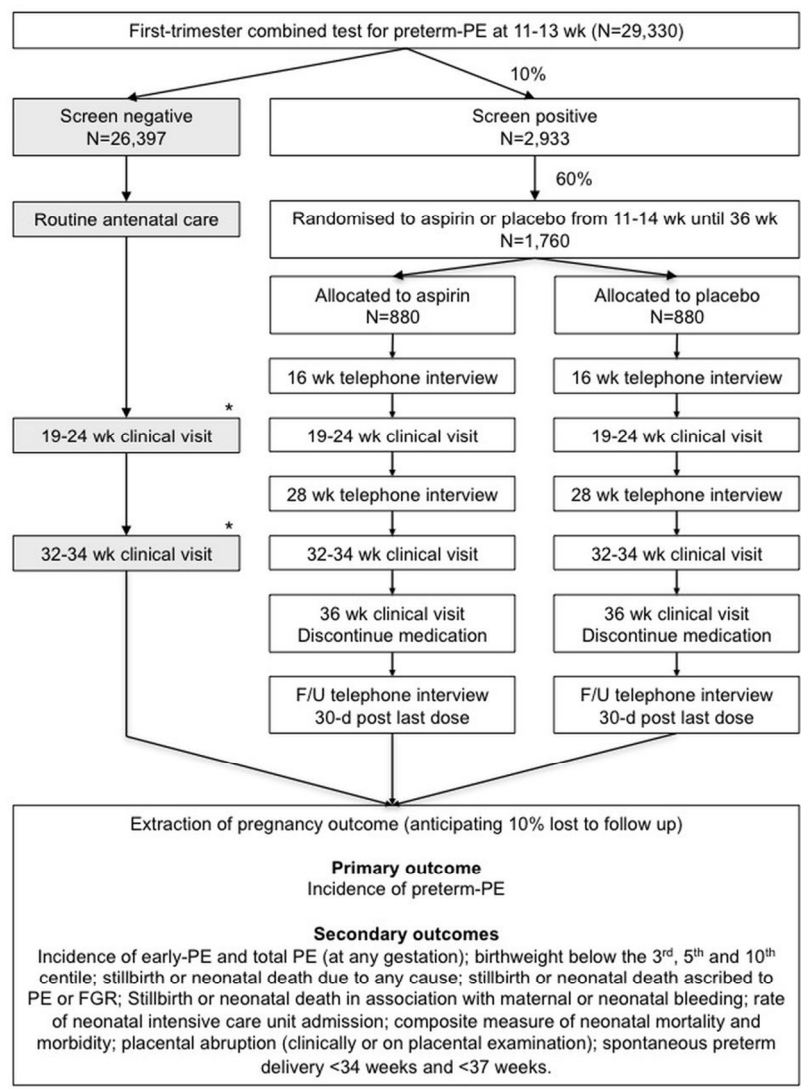 First-trimester combined test for preterm-PE at 11-13 wk (N=29,330)
10%
Screen negative
N=26,397
Screen positive
N=2,933
60%
Routine antenatal care
Randomised to aspirin or placebo from 11-14 wk until 36 wk
N=1,760
Allocated to aspirin
N=880
Allocated to placebo
N=880
16 wk telephone interview
16 wk telephone interview
*
19-24 wk clinical visit
19-24 wk clinical visit
19-24 wk clinical visit
28 wk telephone interview
28 wk telephone interview
*
32-34 wk clinical visit
32-34 wk clinical visit
32-34 wk clinical visit
36 wk clinical visit
Discontinue medication
36 wk clinical visit
Discontinue medication
F/U telephone interview
30-d post last dose
F/U telephone interview
30-d post last dose
Extraction of pregnancy outcome (anticipating 10% lost to follow up)
Primary outcome
Incidence of preterm-PE
Secondary outcomes
Incidence of early-PE and total PE (at any gestation); birthweight below the 3rd, 5th and 10th
centile; stillbirth or neonatal death due to any cause; stillbirth or neonatal death ascribed to
PE or FGR; Stillbirth or neonatal death in association with maternal or neonatal bleeding; rate
of neonatal intensive care unit admission; composite measure of neonatal mortality and
morbidity; placental abruption (clinically or on placental examination); spontaneous preterm
delivery <34 weeks and <37 weeks.